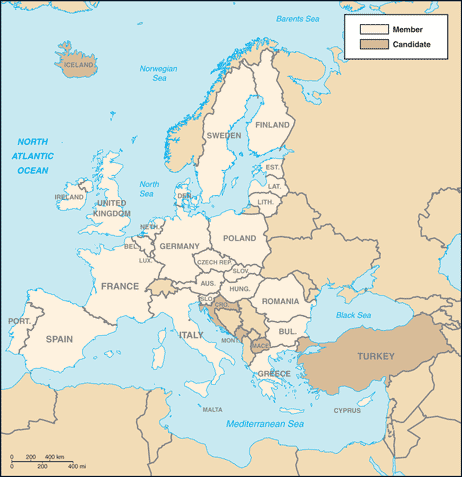 Barents Sea
Member
Candidate
ICELAND
Norwegian
Sea
SWEDEN
FINLAND
NORTH
ATLANTIC
OCEAN
EST.
North
Sea
LAT.
DEN.
LITH.
IRELAND
UNITED
KINGDOM
NETH.
POLAND
BEL.
GERMANY
LUX.
CZECH REP.
SLOV.
FRANCE
AUS.
HUNG.
SLO.
CRO.
ROMANIA
Black Sea
PORT.
SPAIN
ITALY
MONT.
BUL.
MACE.
TURKEY
GREECE
MALTA
CYPRUS
Mediterranean Sea
0 200 400 km
0 200 400 mi